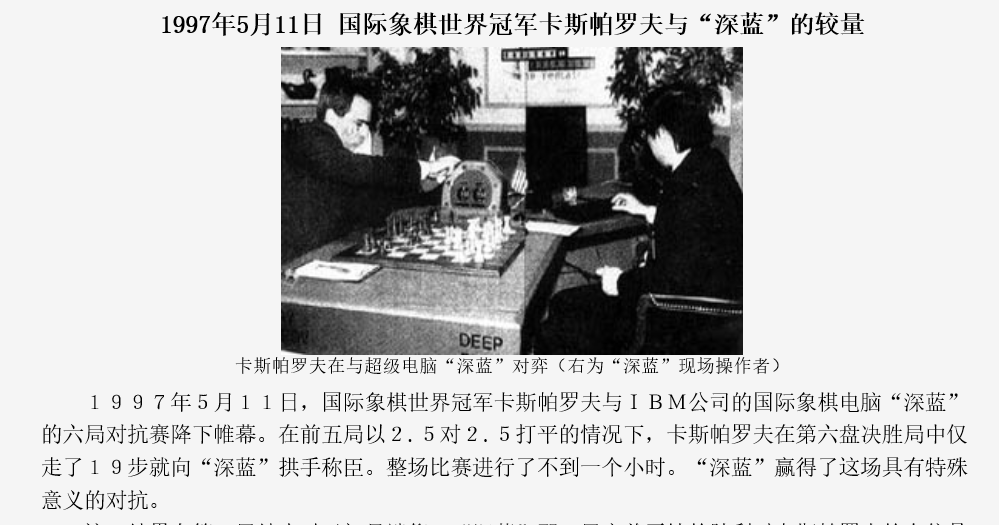 1997年5月11日 国际象棋世界冠军卡斯帕罗夫与“深蓝”的较量
DEEP
卡斯帕罗夫在与超级电脑“深蓝”对弈（右为“深蓝”现场操作者）
１９９７年５月１１日，国际象棋世界冠军卡斯帕罗夫与ＩＢＭ公司的国际象棋电脑“深蓝”
的六局对抗赛降下帷幕。在前五局以２.５对２.５打平的情况下，卡斯帕罗夫在第六盘决胜局中仅
走了１９步就向“深蓝”拱手称臣。整场比赛进行了不到一个小时。“深蓝”赢得了这场具有特殊
意义的对抗。